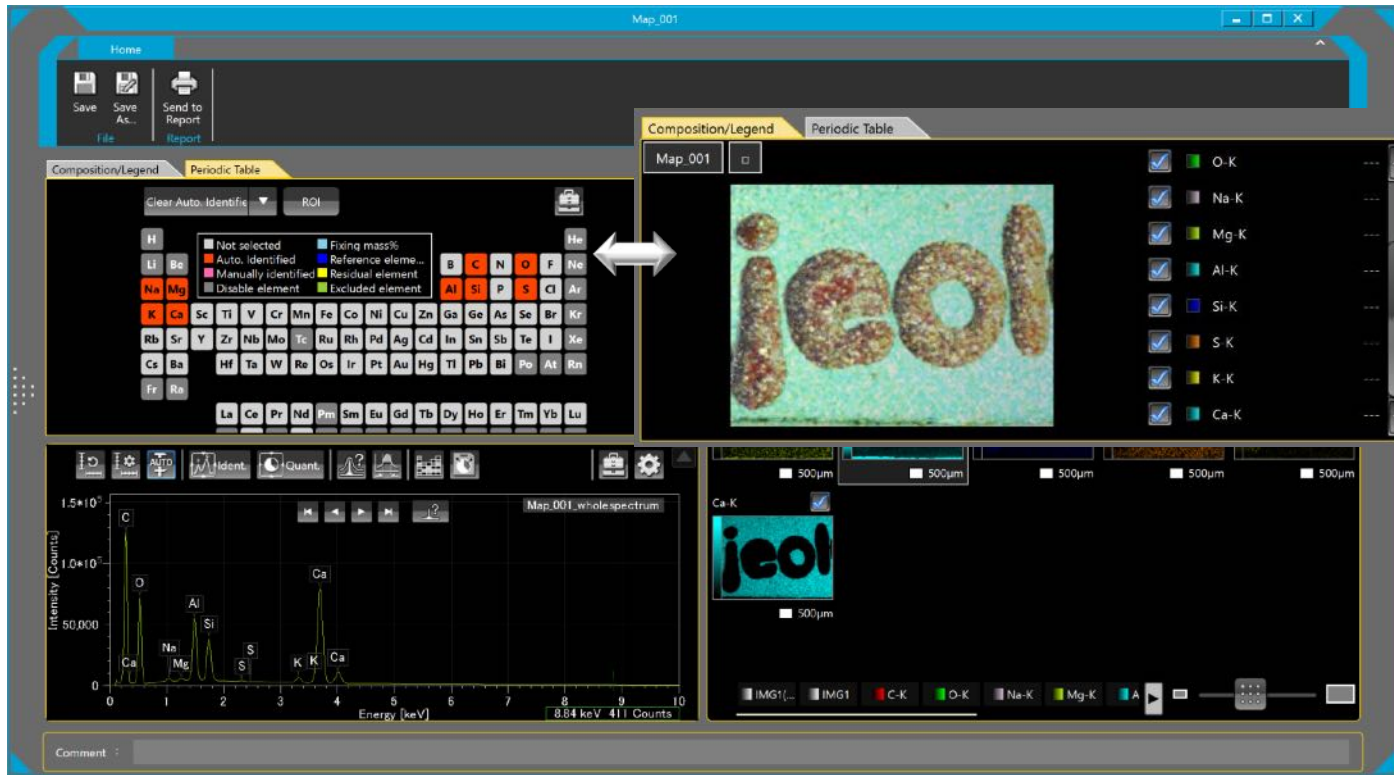 Map_001
Home
Save
Save As...
Send to Report
File
Report
Composition/Legend
Periodic Table
Clear Auto. Identifie
ROI
H
He
Not selected
Fixing mass%
Auto. Identified
Reference eleme...
Manually identified
Residual element
Disable element
Excluded element
Li Be B C N O F Ne
Na Mg Al Si P S Cl Ar
K Ca Sc Ti V Cr Mn Fe Co Ni Cu Zn Ga Ge As Se Br Kr
Rb Sr Y Zr Nb Mo Tc Ru Rh Pd Ag Cd In Sn Sb Te I Xe
Cs Ba Hf Ta W Re Os Ir Pt Au Hg Tl Pb Bi Po At Rn
Fr Ra
La Ce Pr Nd Pm Sm Eu Gd Tb Dy Ho Er Tm Yb Lu
Composition/Legend
Periodic Table
Map_001
jeol
O-K ---
Na-K ---
Mg-K ---
Al-K ---
Si-K ---
S-K ---
K-K ---
Ca-K ---
AUTO
Ident.
Quant.
Map_001_wholespectrum
Intensity [Counts]
1.5*10⁵
1.0*10⁵
50,000
0
C
O
Ca
Na
Mg
Al
Si
S
S
K
K
Ca
Ca
0 1 2 3 4 5 6 7 8 9 10
Energy [keV]
8.84 keV 411 Counts
500µm
500µm
500µm
500µm
500µm
Ca-K
jeol
500µm
IMG1(...
IMG1
C-K
O-K
Na-K
Mg-K
A
Comment :